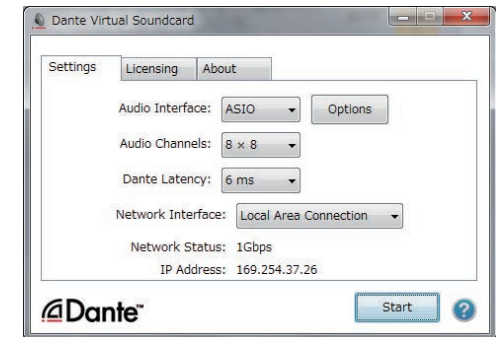 Dante Virtual Soundcard
Settings Licensing About
Audio Interface: ASIO Options
Audio Channels: 8 × 8
Dante Latency: 6 ms
Network Interface: Local Area Connection
Network Status: 1Gbps
IP Address: 169.254.37.26
Dante™ Start ?